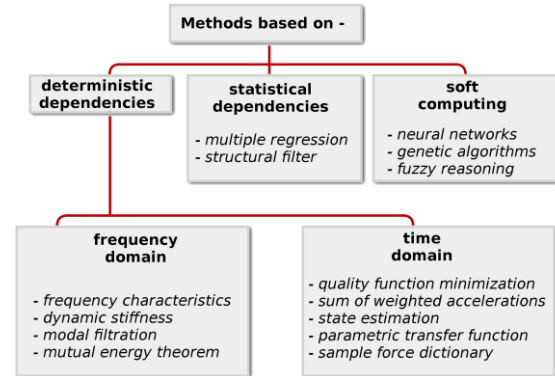 Methods based on -
deterministic
dependencies
statistical
dependencies
- multiple regression
- structural filter
soft
computing
- neural networks
- genetic algorithms
- fuzzy reasoning
frequency
domain
- frequency characteristics
- dynamic stiffness
- modal filtration
- mutual energy theorem
time
domain
- quality function minimization
- sum of weighted accelerations
- state estimation
- parametric transfer function
- sample force dictionary